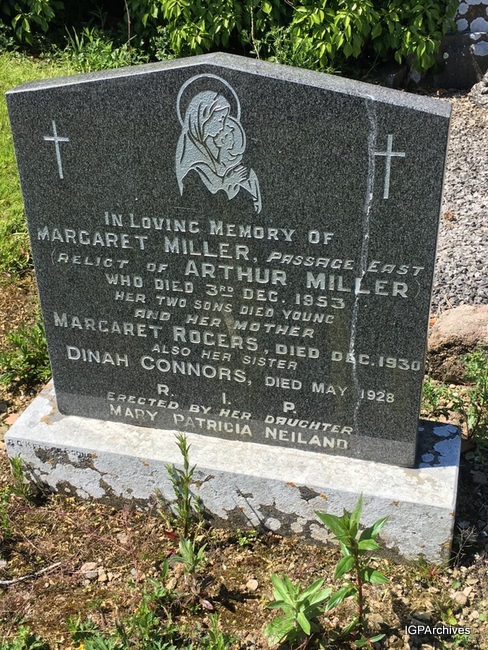 IN LOVING MEMORY OF
MARGARET MILLER, PASSAGE EAST
(RELICT OF ARTHUR MILLER)
WHO DIED 3RD DEC. 1953
HER TWO SONS DIED YOUNG
AND HER MOTHER
MARGARET ROGERS, DIED DEC. 1930
ALSO HER SISTER
DINAH CONNORS, DIED MAY 1928
R. I. P.
ERECTED BY HER DAUGHTER
MARY PATRICIA NEILAND
IGPArchives